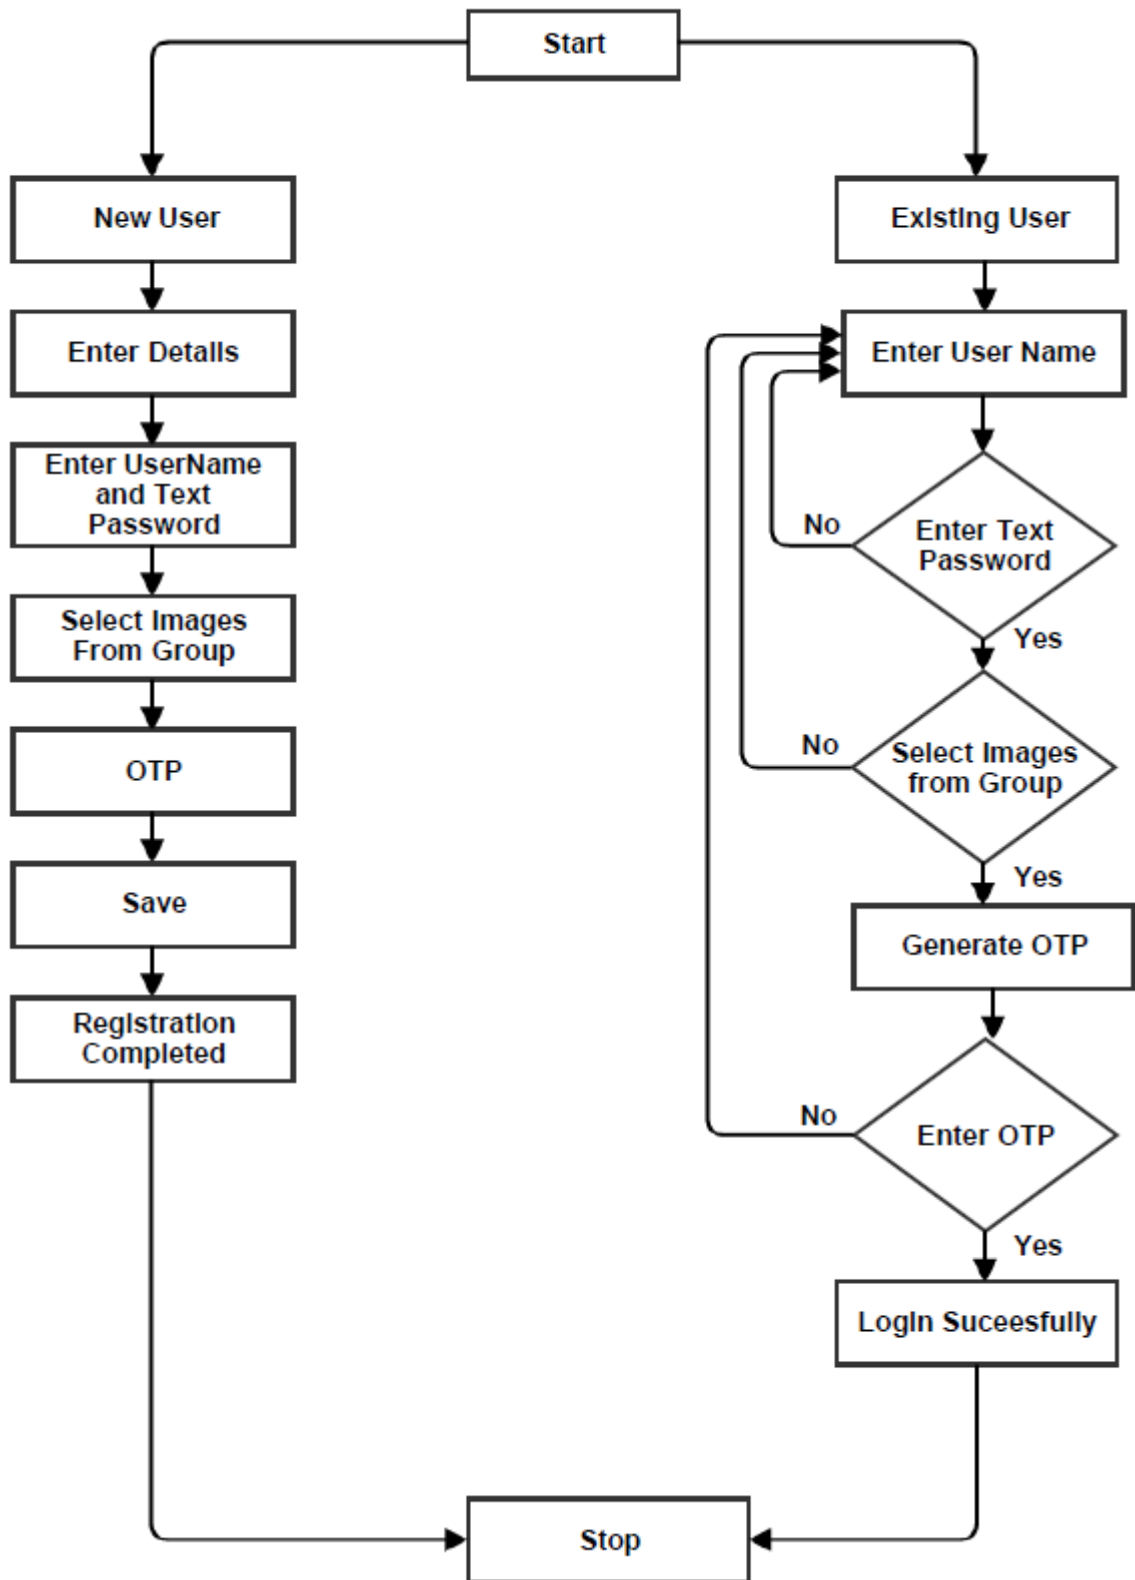 Start
New User
Enter Details
Enter UserName
and Text
Password
Select Images
From Group
OTP
Save
Registration
Completed
Existing User
Enter User Name
Enter Text
Password
No
Yes
Select Images
from Group
No
Yes
Generate OTP
Enter OTP
No
Yes
LogIn Suceesfully
Stop